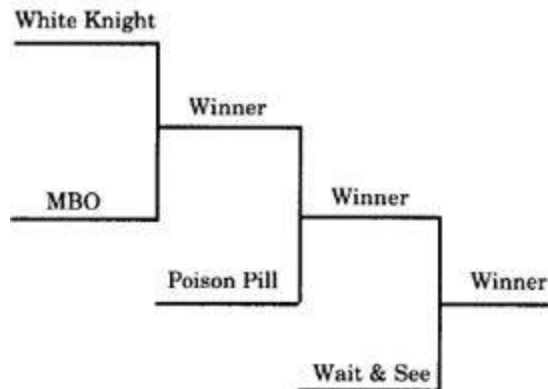 White Knight
Winner
MBO
Winner
Poison Pill
Winner
Wait & See